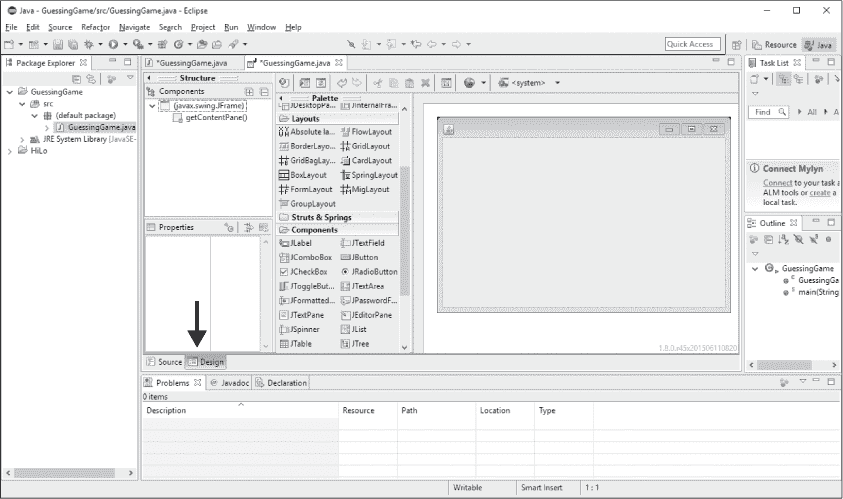 Java - GuessingGame/src/GuessingGame.java - Eclipse
File Edit Source Refactor Navigate Search Project Run Window Help
Quick Access Resource Java
Package Explorer
GuessingGame
src
(default package)
GuessingGame.java
JRE System Library [JavaSE-
HiLo
*GuessingGame.java *GuessingGame.java
Structure
Components
(javax.swing.JFrame)
getContentPane()
Properties
<system>
Palette
JDesktopPa... JInternalFra...
Layouts
Absolute la... FlowLayout
BorderLayo... GridLayout
GridBagLay... CardLayout
BoxLayout SpringLayout
FormLayout MigLayout
GroupLayout
Struts & Springs
Components
JLabel JTextField
JComboBox JButton
JCheckBox JRadioButton
JToggleBut... JTextArea
JFormatted... JPasswordF...
JTextPane JEditorPane
JSpinner JList
JTable JTree
1.8.0.r45x201506110820
Source Design
Task List
Find All A
Connect Mylyn
Connect to your task a
ALM tools or create a
local task.
Outline
GuessingGame
GuessingGa
main(String
Problems Javadoc Declaration
0 items
Description Resource Path Location Type
Writable Smart Insert 1 : 1